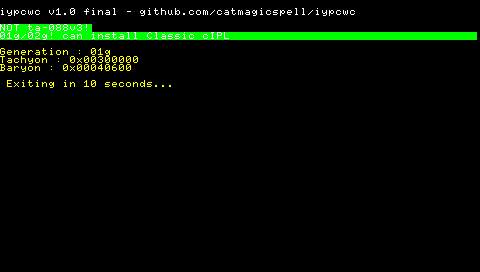 iypcwc v1.0 final - github.com/catmagicspell/iypcwc
NOT ta-088v3!
01g/02g! can install Classic cIPL
Generation : 01g
Tachyon : 0x00300000
Baryon : 0x00040600
Exiting in 10 seconds...